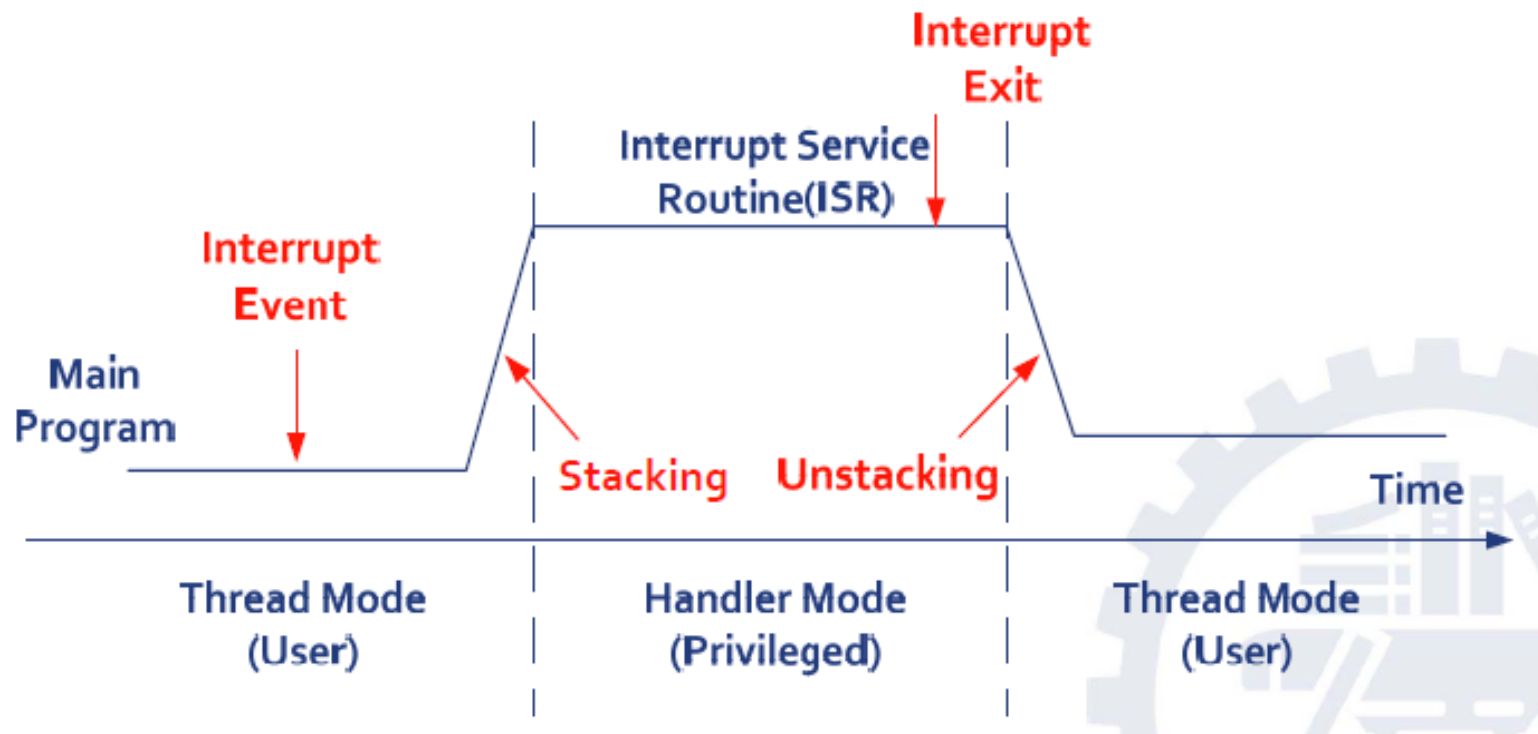 Interrupt
Exit
Interrupt Service
Routine(ISR)
Interrupt
Event
Main
Program
Stacking
Unstacking
Time
Thread Mode
(User)
Handler Mode
(Privileged)
Thread Mode
(User)